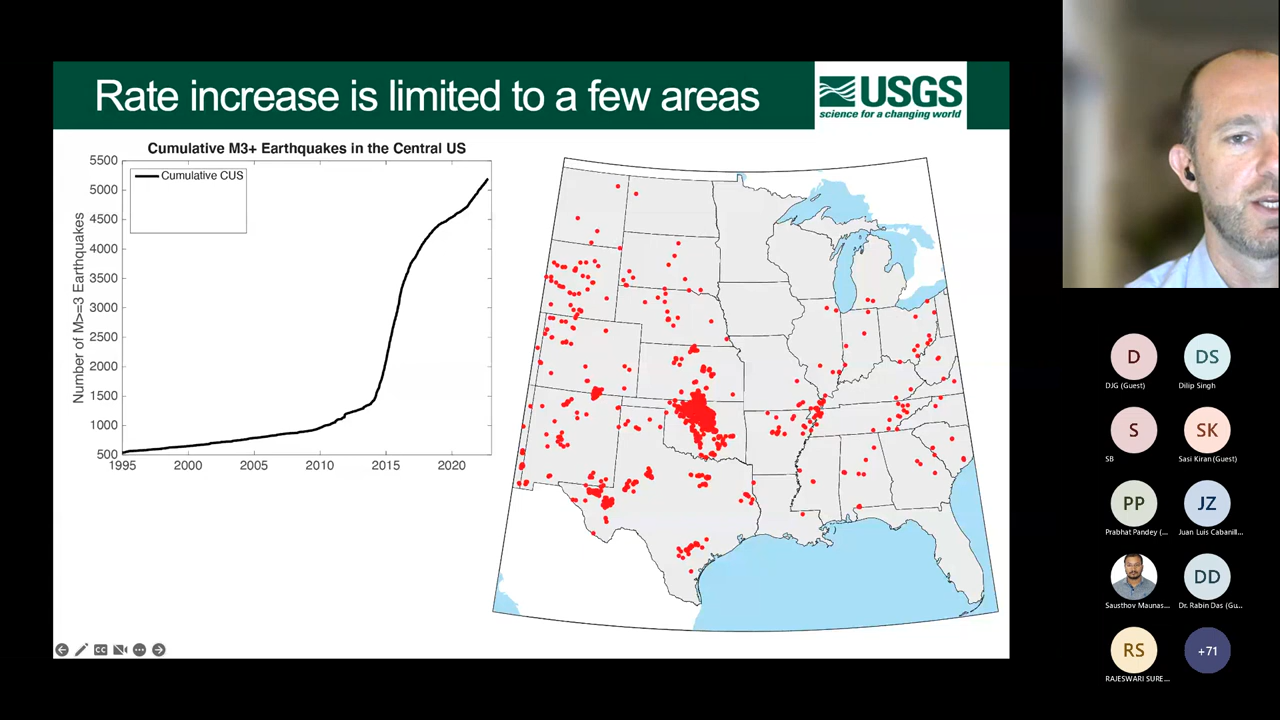 Rate increase is limited to a few areas
USGS
science for a changing world
Cumulative M3+ Earthquakes in the Central US
Cumulative CUS
Number of M>=3 Earthquakes
5500
5000
4500
4000
3500
3000
2500
2000
1500
1000
500
1995
2000
2005
2010
2015
2020
CC
D
DJG (Guest)
DS
Dilip Singh
S
SB
SK
Sasi Kiran (Guest)
PP
Prabhat Pandey (...
JZ
Juan Luis Cabanill...
Sausthov Maunas...
DD
Dr. Rabin Das (Gu...
RS
RAJESWARI SURE...
+71